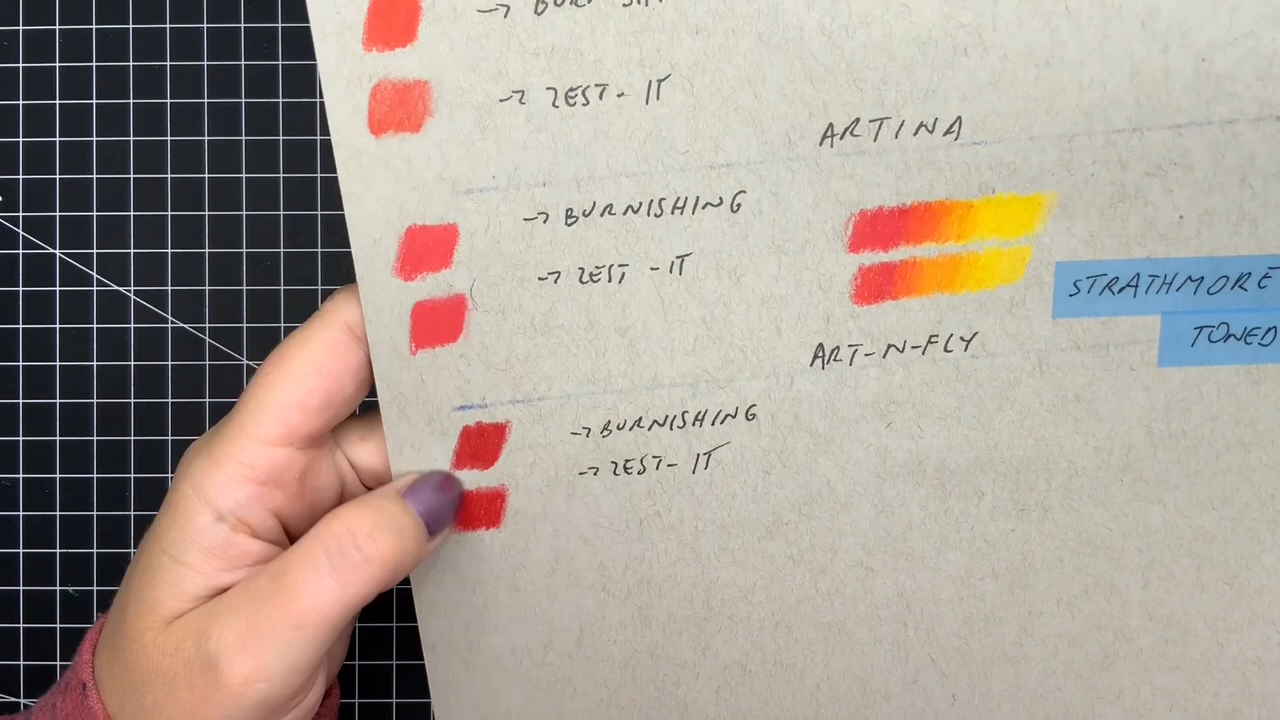 → ZEST-IT
ARTINA
→ BURNISHING
→ ZEST-IT
STRATHMORE
TONED
ART-N-FLY
→ BURNISHING
→ ZEST-IT